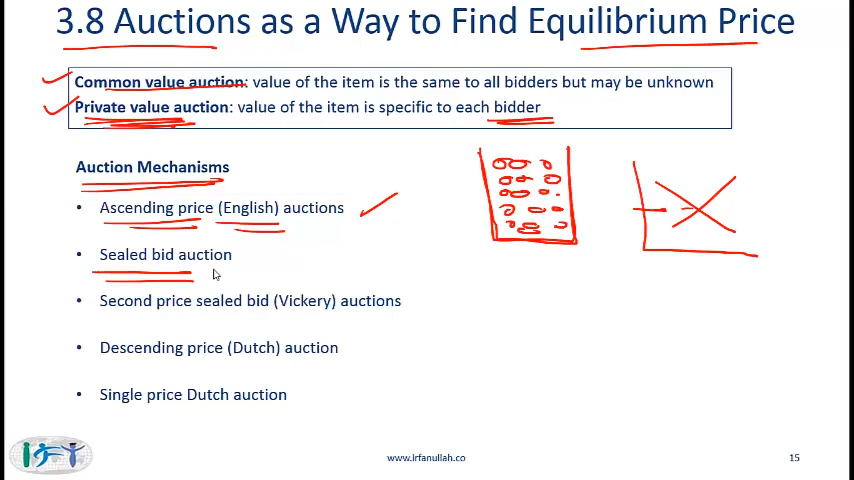 3.8 Auctions as a Way to Find Equilibrium Price
Common value auction: value of the item is the same to all bidders but may be unknown
Private value auction: value of the item is specific to each bidder
Auction Mechanisms
• Ascending price (English) auctions
• Sealed bid auction
• Second price sealed bid (Vickery) auctions
• Descending price (Dutch) auction
• Single price Dutch auction
www.irfanullah.co
15